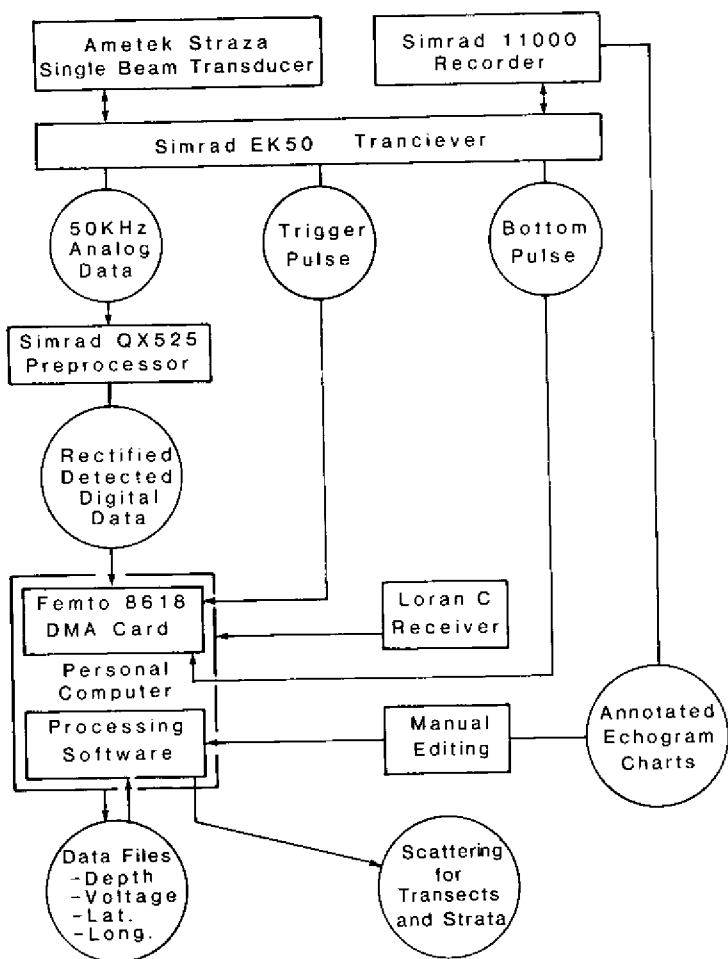 Ametek Straza
Single Beam Transducer
Simrad 11000
Recorder
Simrad EK50 Tranciever
50KHz
Analog
Data
Trigger
Pulse
Bottom
Pulse
Simrad QX525
Preprocessor
Rectified
Detected
Digital
Data
Femto 8618
DMA Card
Loran C
Receiver
Personal
Computer
Processing
Software
Manual
Editing
Annotated
Echogram
Charts
Data Files
-Depth
-Voltage
-Lat.
-Long.
Scattering
for
Transects
and Strata